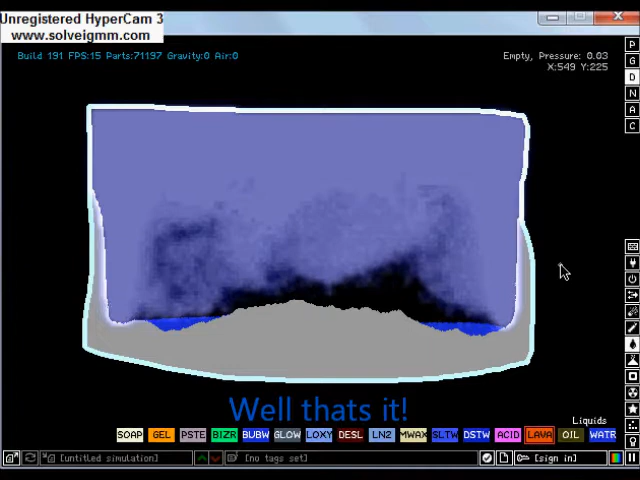 Unregistered HyperCam 3
www.solveigmm.com
Build 191 FPS:15 Parts:71197 Gravity:0 Air:0
Empty, Pressure: 0.03
X:549 Y:225
P
G
D
N
A
C
Well thats it!
Liquids
SOAP GEL PSTE BIZR BUBW GLOW LOXY DESL LN2 MWAX SLTW DSTW ACID LAVA OIL WATR
[untitled simulation] [no tags set] [sign in]